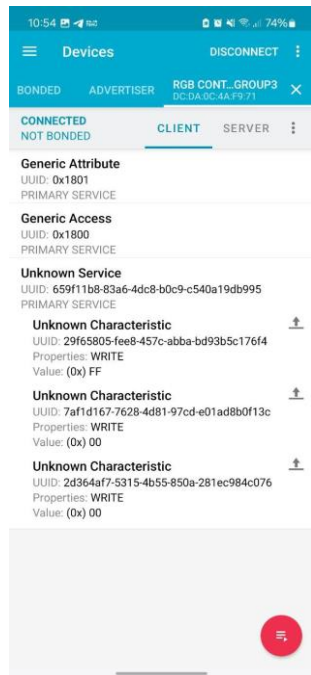 10:54 74%
Devices DISCONNECT
BONDED ADVERTISER RGB CONT...GROUP3
DC:DA:0C:4A:F9:71
CONNECTED
NOT BONDED CLIENT SERVER
Generic Attribute
UUID: 0x1801
PRIMARY SERVICE
Generic Access
UUID: 0x1800
PRIMARY SERVICE
Unknown Service
UUID: 659f11b8-83a6-4dc8-b0c9-c540a19db995
PRIMARY SERVICE
Unknown Characteristic
UUID: 29f65805-fee8-457c-abba-bd93b5c176f4
Properties: WRITE
Value: (0x) FF
Unknown Characteristic
UUID: 7af1d167-7628-4d81-97cd-e01ad8b0f13c
Properties: WRITE
Value: (0x) 00
Unknown Characteristic
UUID: 2d364af7-5315-4b55-850a-281ec984c076
Properties: WRITE
Value: (0x) 00